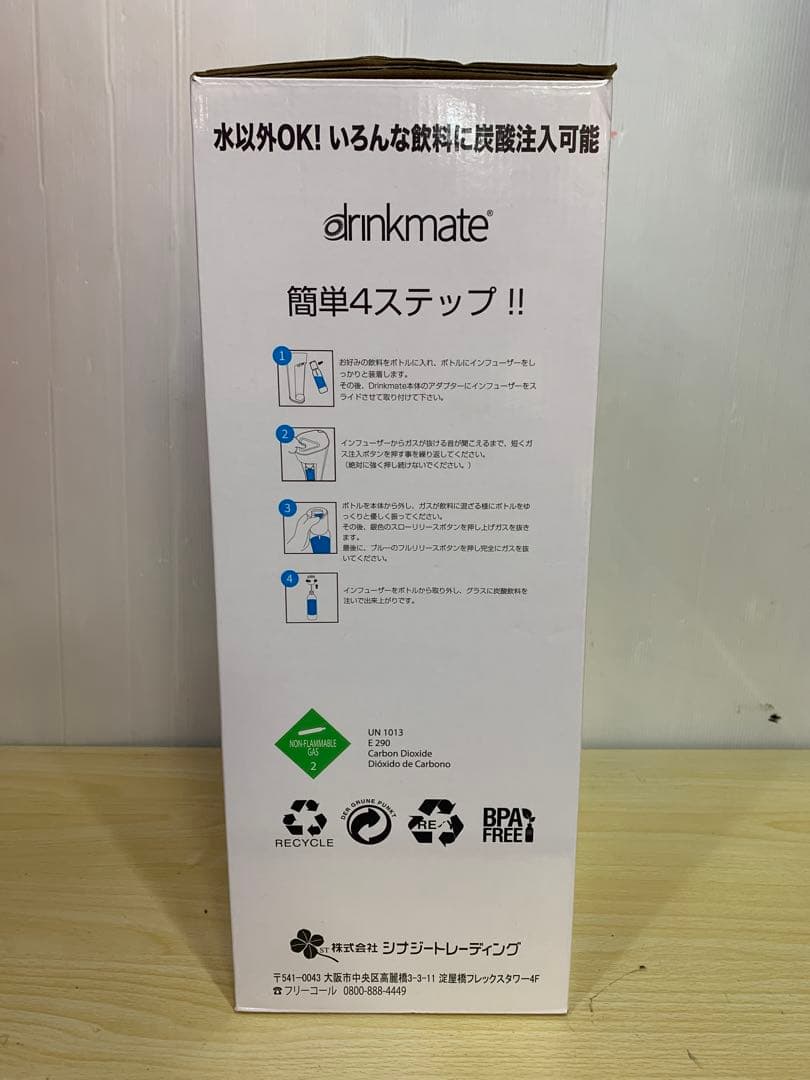 水以外OK! いろんな飲料に炭酸注入可能
drinkmate®
簡単4ステップ !!
1
お好みの飲料をボトルに入れ、ボトルにインフューザーをし
っかりと装着します。
その後、Drinkmate本体のアダプターにインフューザーをス
ライドさせて取り付けて下さい。
2
インフューザーからガスが抜ける音が聞こえるまで、短くガ
ス注入ボタンを押す事を繰り返してください。
（絶対に強く押し続けないでください。）
3
ボトルを本体から外し、ガスが飲料に混ざる様にボトルをゆ
っくりと優しく振ってください。
その後、銀色のスローリリースボタンを押し上げガスを抜き
ます。
最後に、ブルーのフルリリースボタンを押し完全にガスを抜
いてください。
4
インフューザーをボトルから取り外し、グラスに炭酸飲料を
注いで出来上がりです。
NON-FLAMMABLE
GAS
2
UN 1013
E 290
Carbon Dioxide
Dióxido de Carbono
RECYCLE
DER GRÜNE PUNKT
RE
BPA
FREE
ST 株式会社 シナジートレーディング
〒541-0043 大阪市中央区高麗橋3-3-11 淀屋橋フレックスタワー4F
☎フリーコール 0800-888-4449